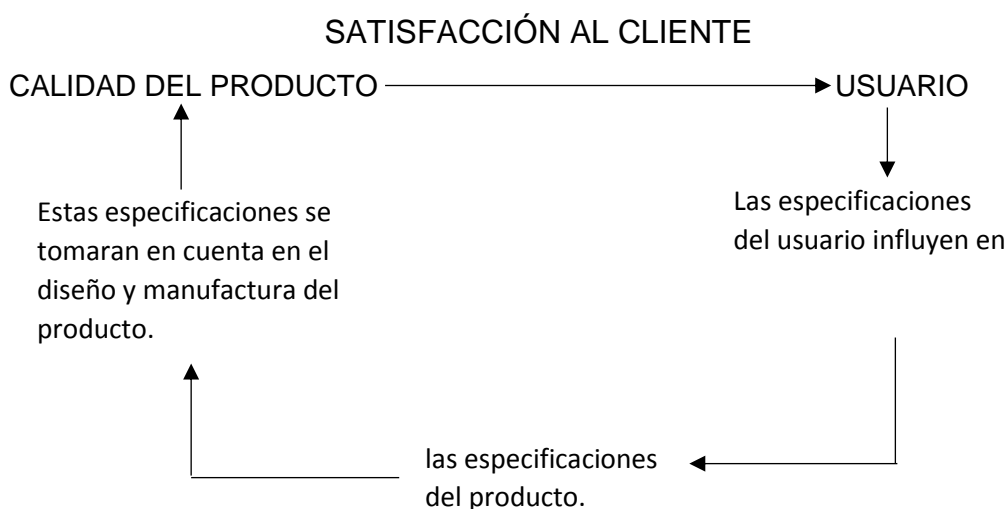 SATISFACCIÓN AL CLIENTE
CALIDAD DEL PRODUCTO
USUARIO
Las especificaciones
del usuario influyen en
las especificaciones
del producto.
Estas especificaciones se
tomaran en cuenta en el
diseño y manufactura del
producto.